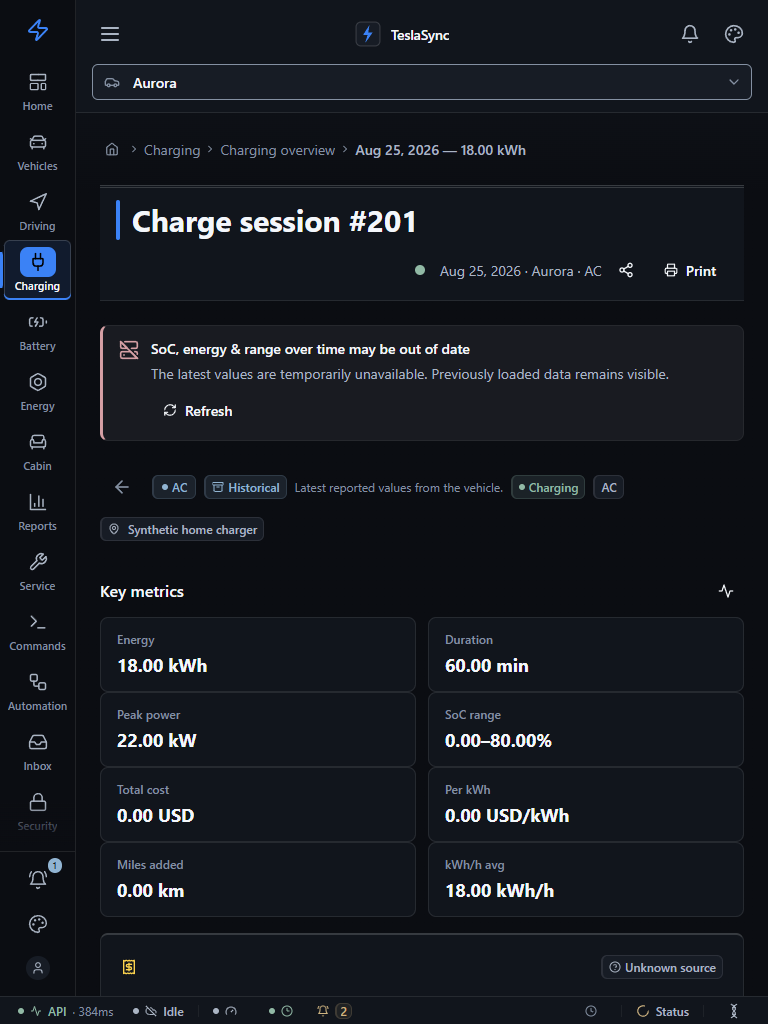 TeslaSync
Aurora
Home
Vehicles
Driving
Charging
Battery
Energy
Cabin
Reports
Service
Commands
Automation
Inbox
Security
1
Charging
Charging overview
Aug 25, 2026 — 18.00 kWh
Charge session #201
Aug 25, 2026 · Aurora · AC
Print
SoC, energy & range over time may be out of date
The latest values are temporarily unavailable. Previously loaded data remains visible.
Refresh
AC
Historical
Latest reported values from the vehicle.
Charging
AC
Synthetic home charger
Key metrics
Energy
18.00 kWh
Duration
60.00 min
Peak power
22.00 kW
SoC range
0.00–80.00%
Total cost
0.00 USD
Per kWh
0.00 USD/kWh
Miles added
0.00 km
kWh/h avg
18.00 kWh/h
Unknown source
API · 384ms
Idle
2
Status